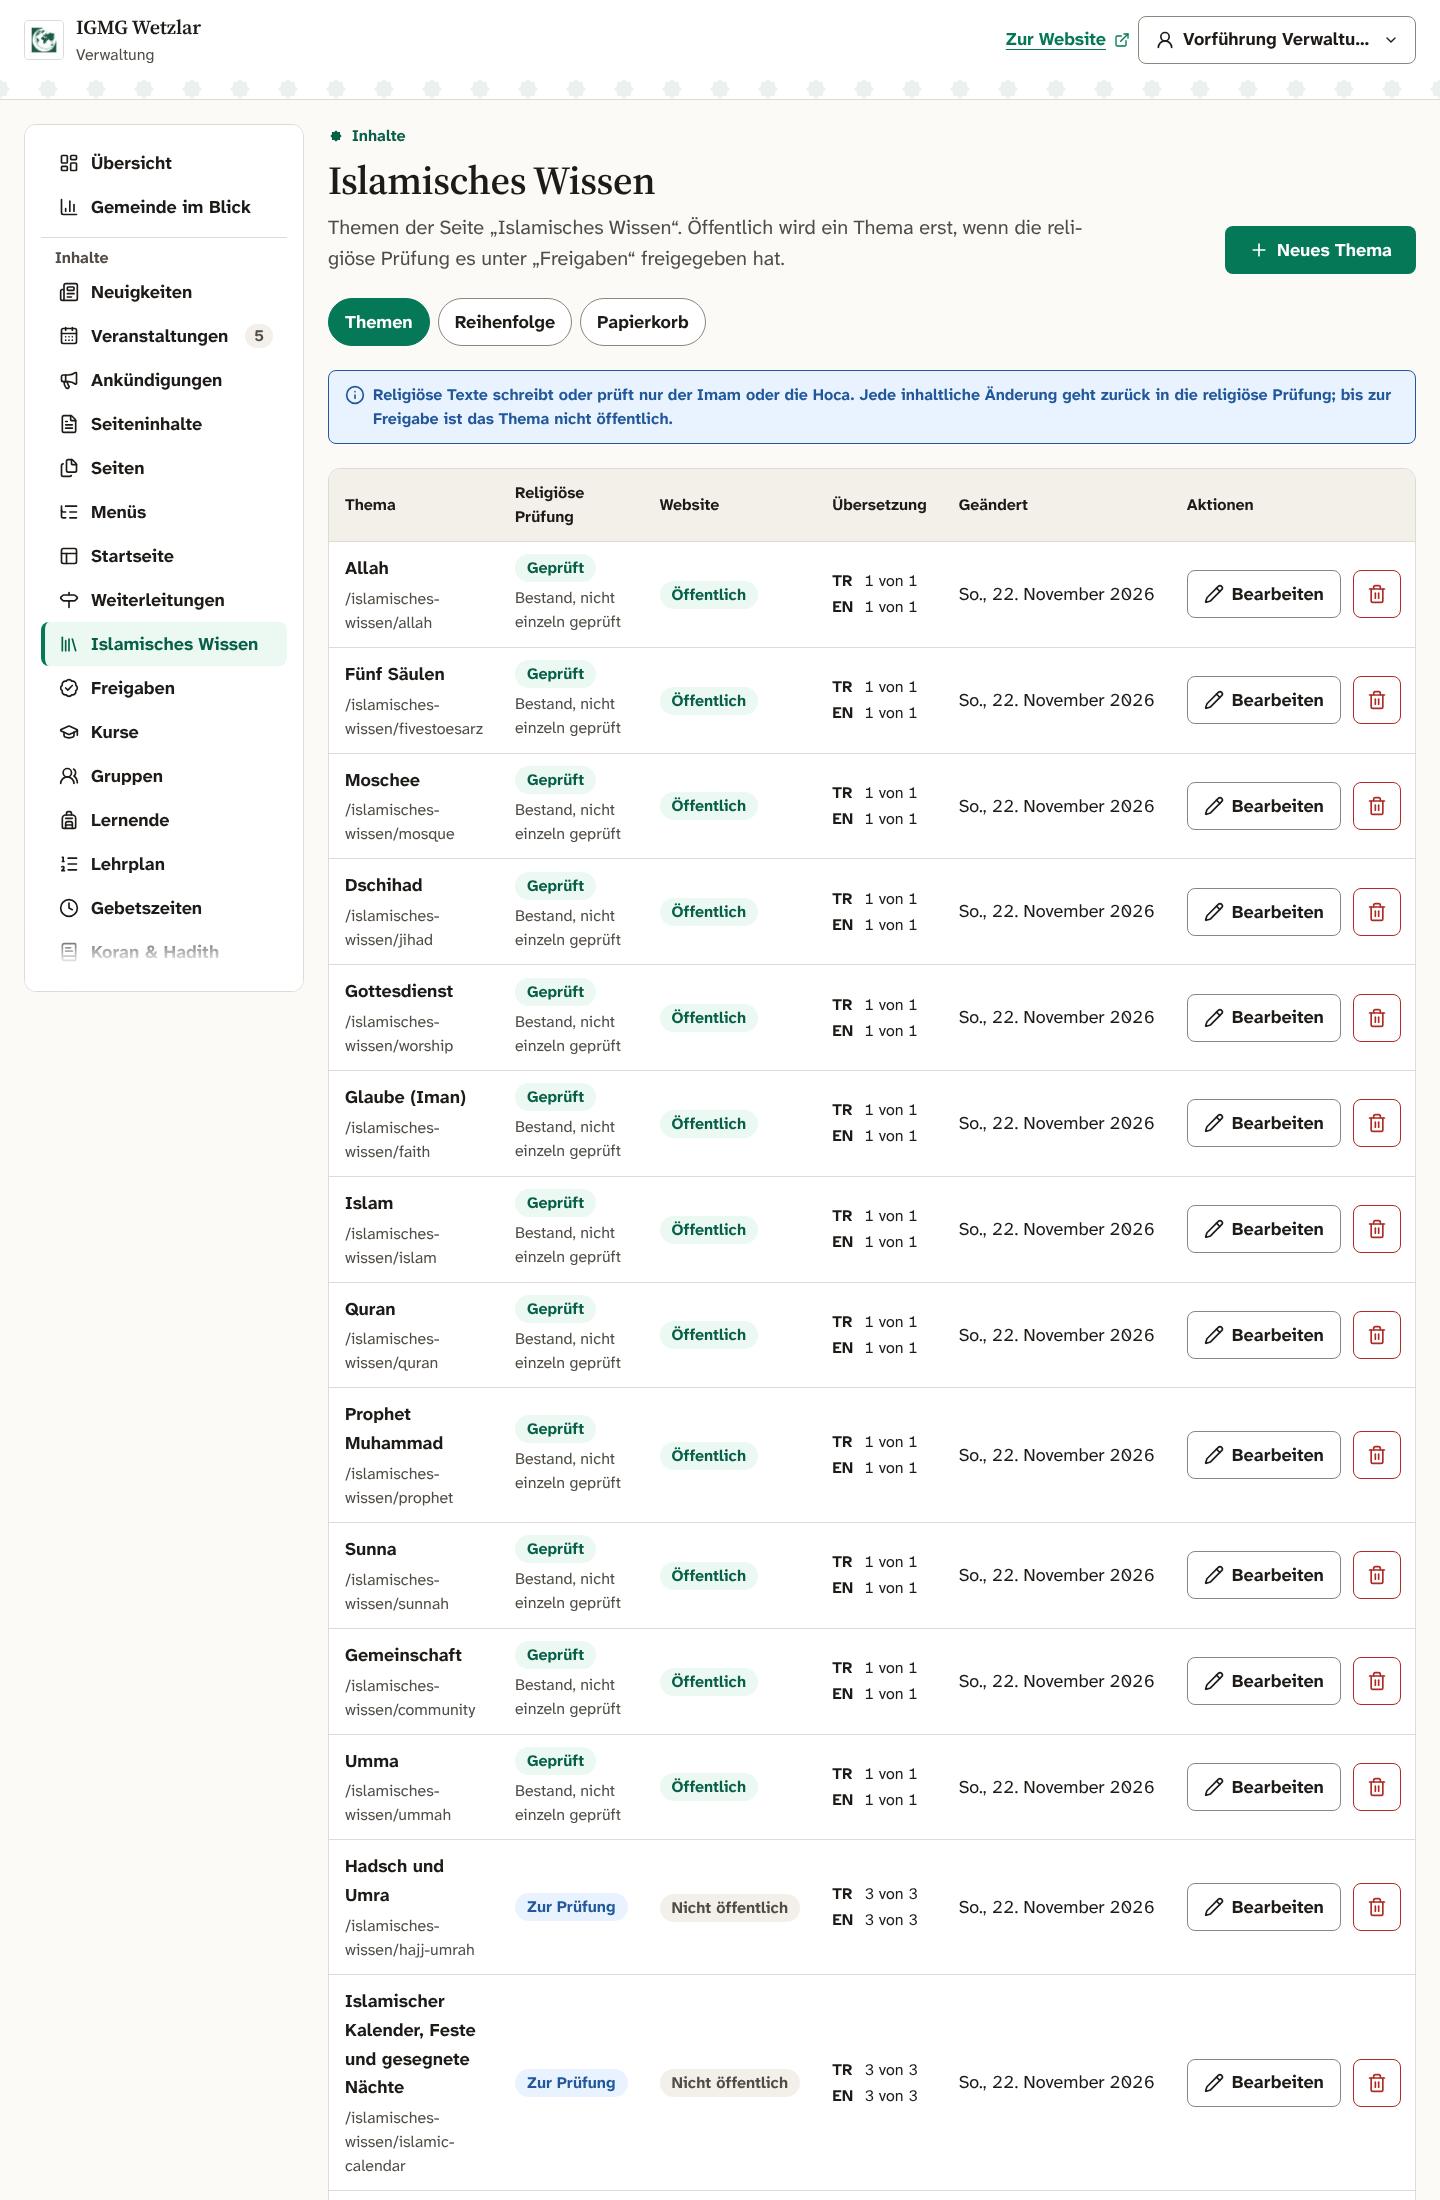 IGMG Wetzlar
Verwaltung
Zur Website
Vorführung Verwaltu...
Übersicht
Gemeinde im Blick
Inhalte
Neuigkeiten
Veranstaltungen 5
Ankündigungen
Seiteninhalte
Seiten
Menüs
Startseite
Weiterleitungen
Islamisches Wissen
Freigaben
Kurse
Gruppen
Lernende
Lehrplan
Gebetszeiten
Koran & Hadith
Inhalte
Islamisches Wissen
Themen der Seite „Islamisches Wissen“. Öffentlich wird ein Thema erst, wenn die reli-
giöse Prüfung es unter „Freigaben“ freigegeben hat.
Neues Thema
Themen
Reihenfolge
Papierkorb
Religiöse Texte schreibt oder prüft nur der Imam oder die Hoca. Jede inhaltliche Änderung geht zurück in die religiöse Prüfung; bis zur
Freigabe ist das Thema nicht öffentlich.
Thema
Religiöse
Prüfung
Website
Übersetzung
Geändert
Aktionen
Allah
/islamisches-
wissen/allah
Geprüft
Bestand, nicht
einzeln geprüft
Öffentlich
TR 1 von 1
EN 1 von 1
So., 22. November 2026
Bearbeiten
Fünf Säulen
/islamisches-
wissen/fivestoesarz
Geprüft
Bestand, nicht
einzeln geprüft
Öffentlich
TR 1 von 1
EN 1 von 1
So., 22. November 2026
Bearbeiten
Moschee
/islamisches-
wissen/mosque
Geprüft
Bestand, nicht
einzeln geprüft
Öffentlich
TR 1 von 1
EN 1 von 1
So., 22. November 2026
Bearbeiten
Dschihad
/islamisches-
wissen/jihad
Geprüft
Bestand, nicht
einzeln geprüft
Öffentlich
TR 1 von 1
EN 1 von 1
So., 22. November 2026
Bearbeiten
Gottesdienst
/islamisches-
wissen/worship
Geprüft
Bestand, nicht
einzeln geprüft
Öffentlich
TR 1 von 1
EN 1 von 1
So., 22. November 2026
Bearbeiten
Glaube (Iman)
/islamisches-
wissen/faith
Geprüft
Bestand, nicht
einzeln geprüft
Öffentlich
TR 1 von 1
EN 1 von 1
So., 22. November 2026
Bearbeiten
Islam
/islamisches-
wissen/islam
Geprüft
Bestand, nicht
einzeln geprüft
Öffentlich
TR 1 von 1
EN 1 von 1
So., 22. November 2026
Bearbeiten
Quran
/islamisches-
wissen/quran
Geprüft
Bestand, nicht
einzeln geprüft
Öffentlich
TR 1 von 1
EN 1 von 1
So., 22. November 2026
Bearbeiten
Prophet
Muhammad
/islamisches-
wissen/prophet
Geprüft
Bestand, nicht
einzeln geprüft
Öffentlich
TR 1 von 1
EN 1 von 1
So., 22. November 2026
Bearbeiten
Sunna
/islamisches-
wissen/sunnah
Geprüft
Bestand, nicht
einzeln geprüft
Öffentlich
TR 1 von 1
EN 1 von 1
So., 22. November 2026
Bearbeiten
Gemeinschaft
/islamisches-
wissen/community
Geprüft
Bestand, nicht
einzeln geprüft
Öffentlich
TR 1 von 1
EN 1 von 1
So., 22. November 2026
Bearbeiten
Umma
/islamisches-
wissen/ummah
Geprüft
Bestand, nicht
einzeln geprüft
Öffentlich
TR 1 von 1
EN 1 von 1
So., 22. November 2026
Bearbeiten
Hadsch und
Umra
/islamisches-
wissen/hajj-umrah
Zur Prüfung
Nicht öffentlich
TR 3 von 3
EN 3 von 3
So., 22. November 2026
Bearbeiten
Islamischer
Kalender, Feste
und gesegnete
Nächte
/islamisches-
wissen/islamic-
calendar
Zur Prüfung
Nicht öffentlich
TR 3 von 3
EN 3 von 3
So., 22. November 2026
Bearbeiten